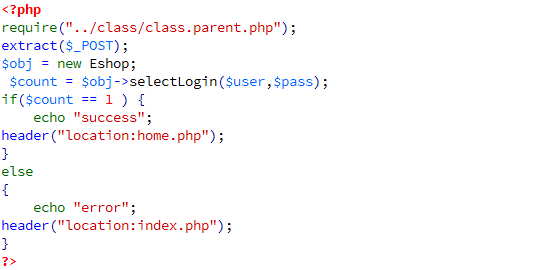 <?php
require("../class/class.parent.php");
extract($_POST);
$obj = new Eshop;
 $count = $obj->selectLogin($user,$pass);
if($count == 1 ) {
    echo "success";
header("location:home.php");
}
else
{
    echo "error";
header("location:index.php");
}
?>